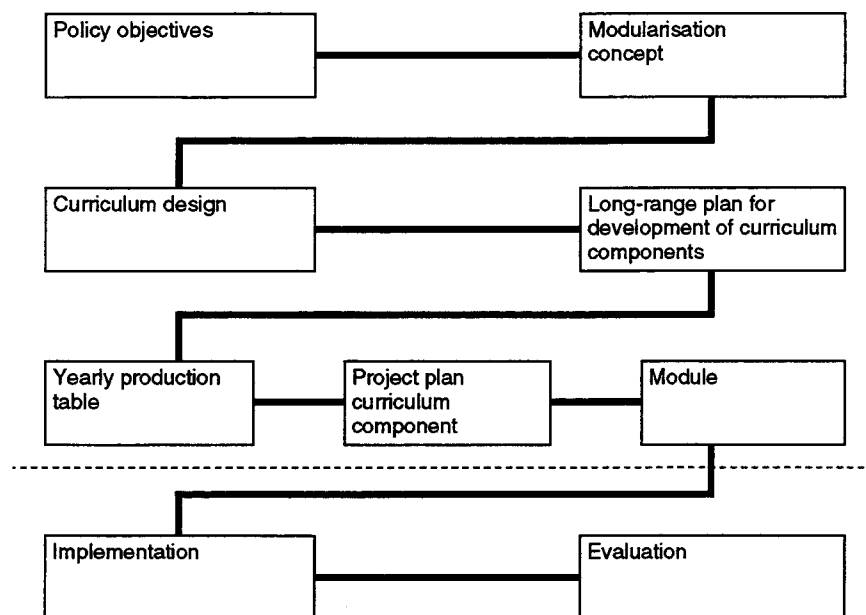 Policy objectives
Modularisation
concept
Curriculum design
Long-range plan for
development of curriculum
components
Yearly production
table
Project plan
curriculum
component
Module
Implementation
Evaluation